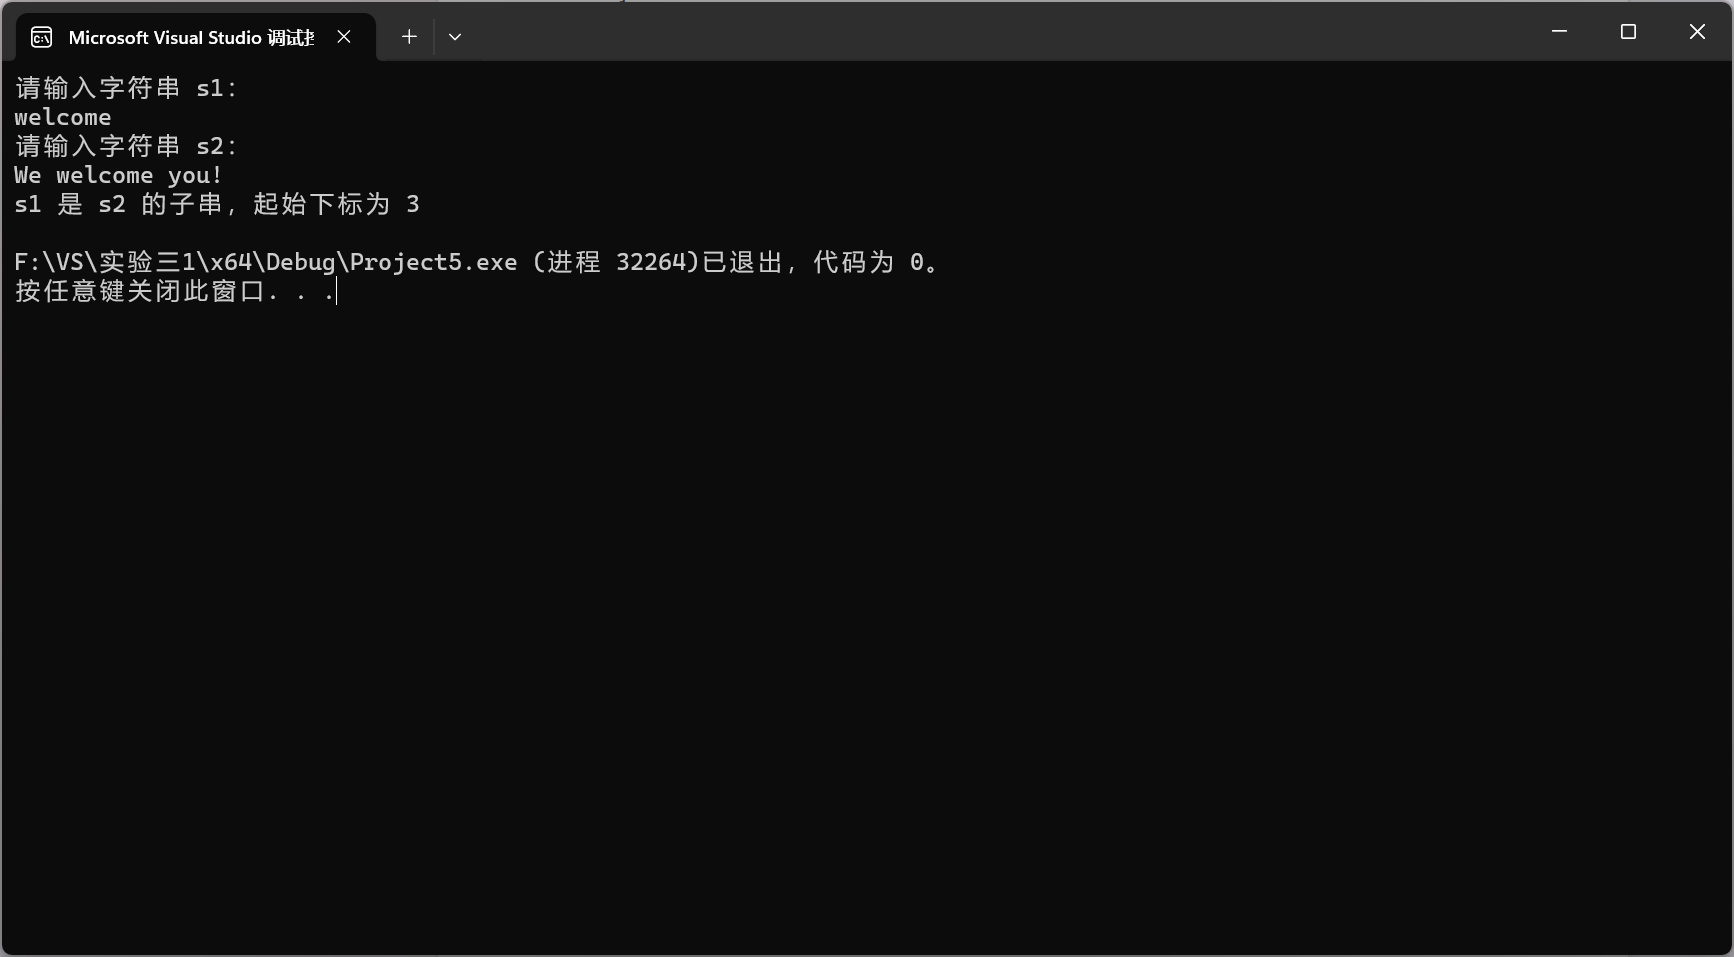 Microsoft Visual Studio 调试
请输入字符串 s1:
welcome
请输入字符串 s2:
We welcome you!
s1 是 s2 的子串, 起始下标为 3
F:\VS\实验三1\x64\Debug\Project5.exe (进程 32264)已退出, 代码为 0。
按任意键关闭此窗口. . .